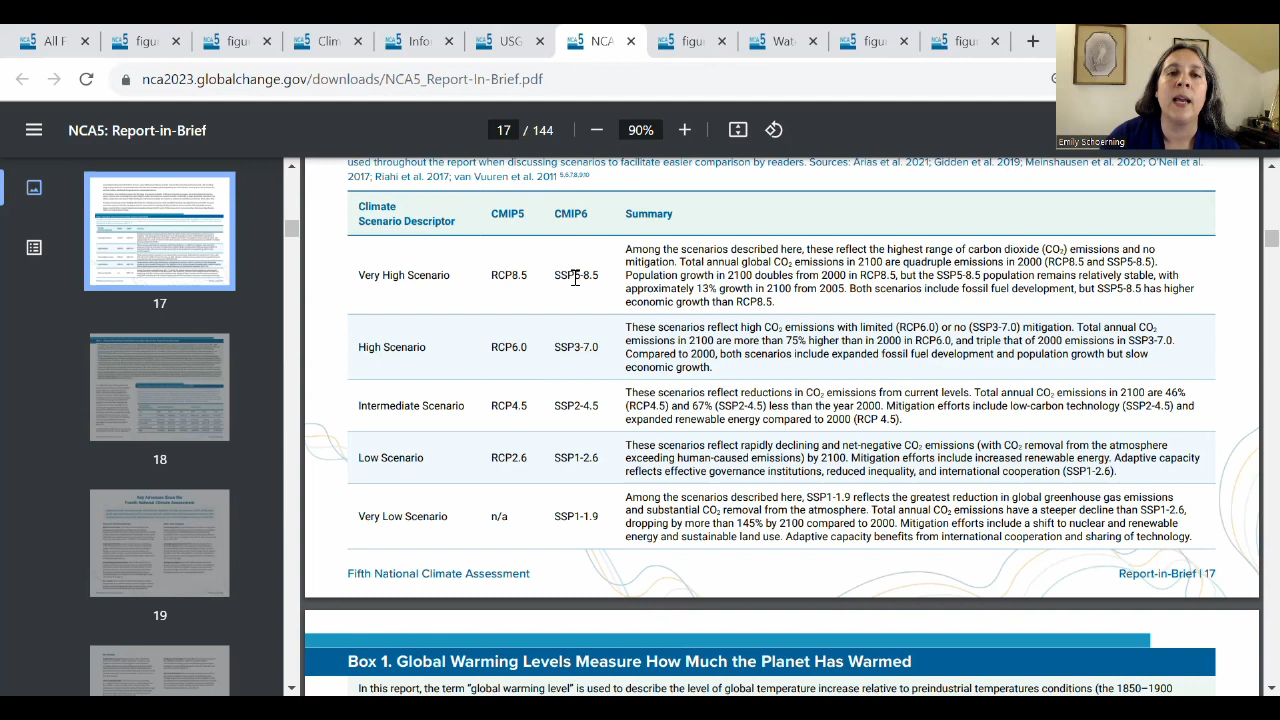 All F
figu
figu
Clim
Info
USG
NCA
figu
Wat
figu
figu
nca2023.globalchange.gov/downloads/NCA5_Report-In-Brief.pdf
Emily Schoerning
NCA5: Report-in-Brief
17 / 144
90%
17
18
19
used throughout the report when discussing scenarios to facilitate easier comparison by readers. Sources: Arias et al. 2021; Gidden et al. 2019; Meinshausen et al. 2020; O'Neil et al.
2017; Riahi et al. 2017; van Vuuren et al. 2011 5,6,7,8,9,10
Climate
Scenario Descriptor
CMIP5
CMIP6
Summary
Very High Scenario
RCP8.5
SSP5-8.5
Among the scenarios described here, these reflect the highest range of carbon dioxide (CO₂) emissions and no
mitigation. Total annual global CO₂ emissions in 2100 are quadruple emissions in 2000 (RCP8.5 and SSP5-8.5).
Population growth in 2100 doubles from 2000 in RCP8.5, but the SSP5-8.5 population remains relatively stable, with
approximately 13% growth in 2100 from 2005. Both scenarios include fossil fuel development, but SSP5-8.5 has higher
economic growth than RCP8.5.
High Scenario
RCP6.0
SSP3-7.0
These scenarios reflect high CO₂ emissions with limited (RCP6.0) or no (SSP3-7.0) mitigation. Total annual CO₂
emissions in 2100 are more than 75% higher than in 2000 in RCP6.0, and triple that of 2000 emissions in SSP3-7.0.
Compared to 2000, both scenarios include expanded fossil fuel development and population growth but slow
economic growth.
Intermediate Scenario
RCP4.5
SSP2-4.5
These scenarios reflect reductions in CO₂ emissions from current levels. Total annual CO₂ emissions in 2100 are 46%
(RCP4.5) and 67% (SSP2-4.5) less than the year 2000. Mitigation efforts include low-carbon technology (SSP2-4.5) and
expanded renewable energy compared to 2000 (RCP 4.5).
Low Scenario
RCP2.6
SSP1-2.6
These scenarios reflect rapidly declining and net-negative CO₂ emissions (with CO₂ removal from the atmosphere
exceeding human-caused emissions) by 2100. Mitigation efforts include increased renewable energy. Adaptive capacity
reflects effective governance institutions, reduced inequality, and international cooperation (SSP1-2.6).
Very Low Scenario
n/a
SSP1-1.9
Among the scenarios described here, SSP1-1.9 reflects the greatest reduction in global greenhouse gas emissions
and substantial CO₂ removal from the atmosphere. Total annual CO₂ emissions have a steeper decline than SSP1-2.6,
dropping by more than 145% by 2100 compared to 2000. Mitigation efforts include a shift to nuclear and renewable
energy and sustainable land use. Adaptive capacity benefits from international cooperation and sharing of technology.
Fifth National Climate Assessment
Report-in-Brief | 17
Box 1. Global Warming Levels Measure How Much the Planet Has Warmed
In the report, the term "global warming level" is used to describe the level of global temperature increase relative to preindustrial temperatures conditions (the 1850–1900